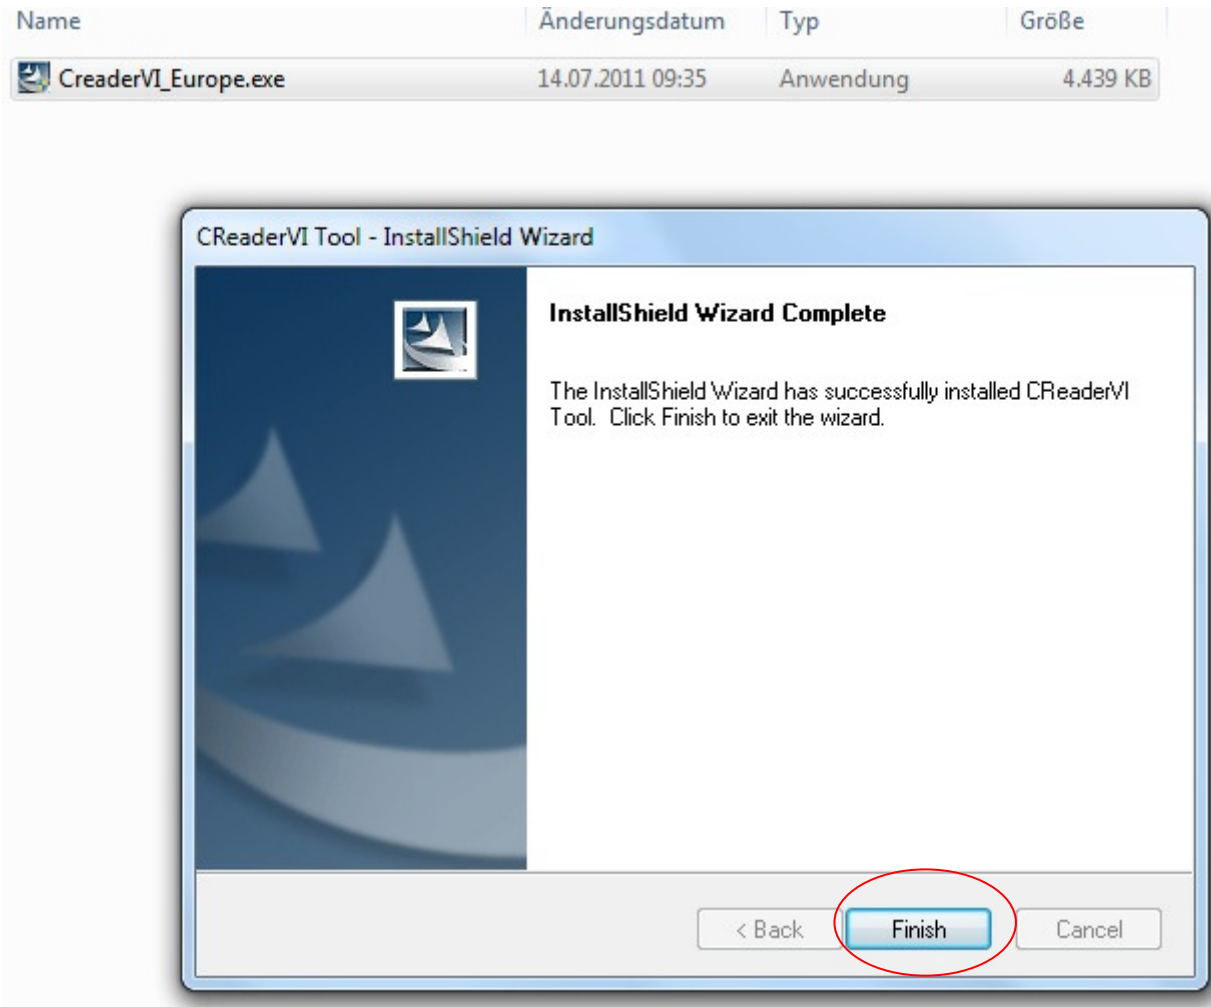 Name Änderungsdatum Typ Größe
CreaderVI_Europe.exe 14.07.2011 09:35 Anwendung 4.439 KB
CReaderVI Tool - InstallShield Wizard
InstallShield Wizard Complete
The InstallShield Wizard has successfully installed CReaderVI
Tool. Click Finish to exit the wizard.
< Back Finish Cancel